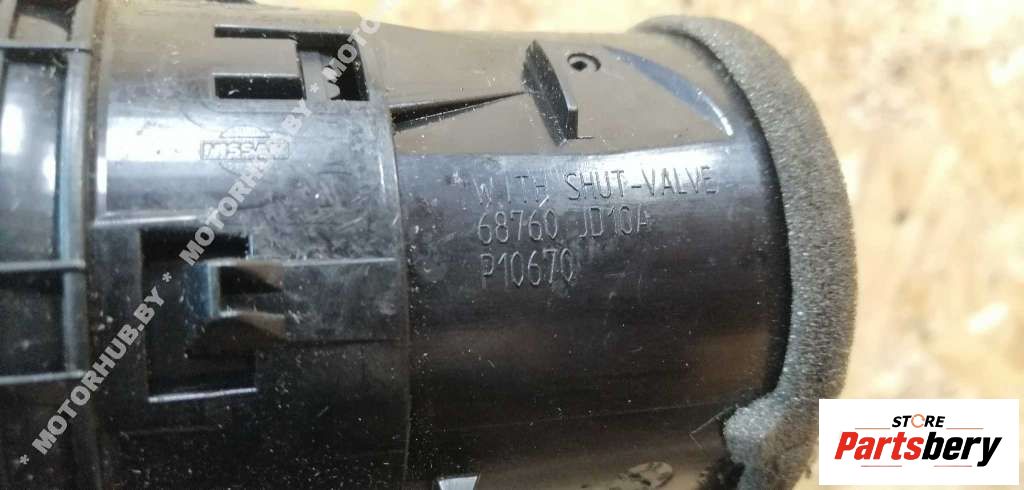 NISSAN
WITH SHUT-VALVE
68760 JD10A
P10670
* MOTORHUB.BY * MOTORHUB.BY * MOTOR
STORE
Partsbery